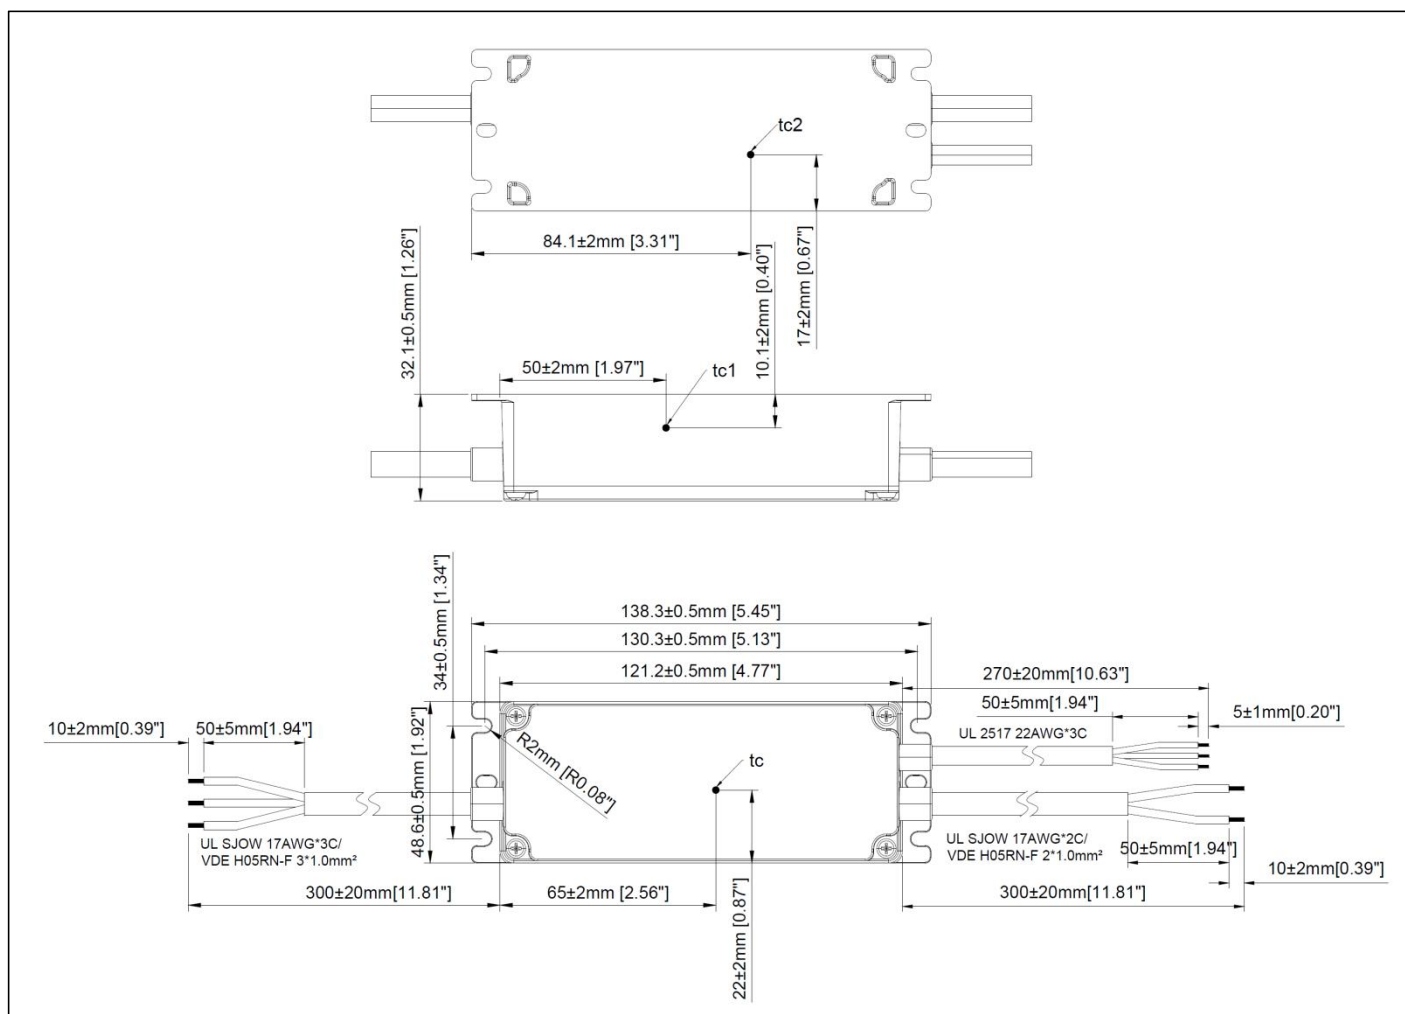 tc2
84.1±2mm [3.31"]
17±2mm [0.67"]
32.1±0.5mm [1.26"]
10.1±2mm [0.40"]
50±2mm [1.97"]
tc1
34±0.5mm [1.34"]
138.3±0.5mm [5.45"]
130.3±0.5mm [5.13"]
121.2±0.5mm [4.77"]
270±20mm[10.63"]
50±5mm[1.94"]
5±1mm[0.20"]
UL 2517 22AWG*3C
10±2mm[0.39"]
50±5mm[1.94"]
48.6±0.5mm [1.92"]
R2mm [R0.08"]
tc
UL SJOW 17AWG*3C/
VDE H05RN-F 3*1.0mm²
UL SJOW 17AWG*2C/
VDE H05RN-F 2*1.0mm²
50±5mm[1.94"]
10±2mm[0.39"]
300±20mm[11.81"]
65±2mm [2.56"]
22±2mm [0.87"]
300±20mm[11.81"]